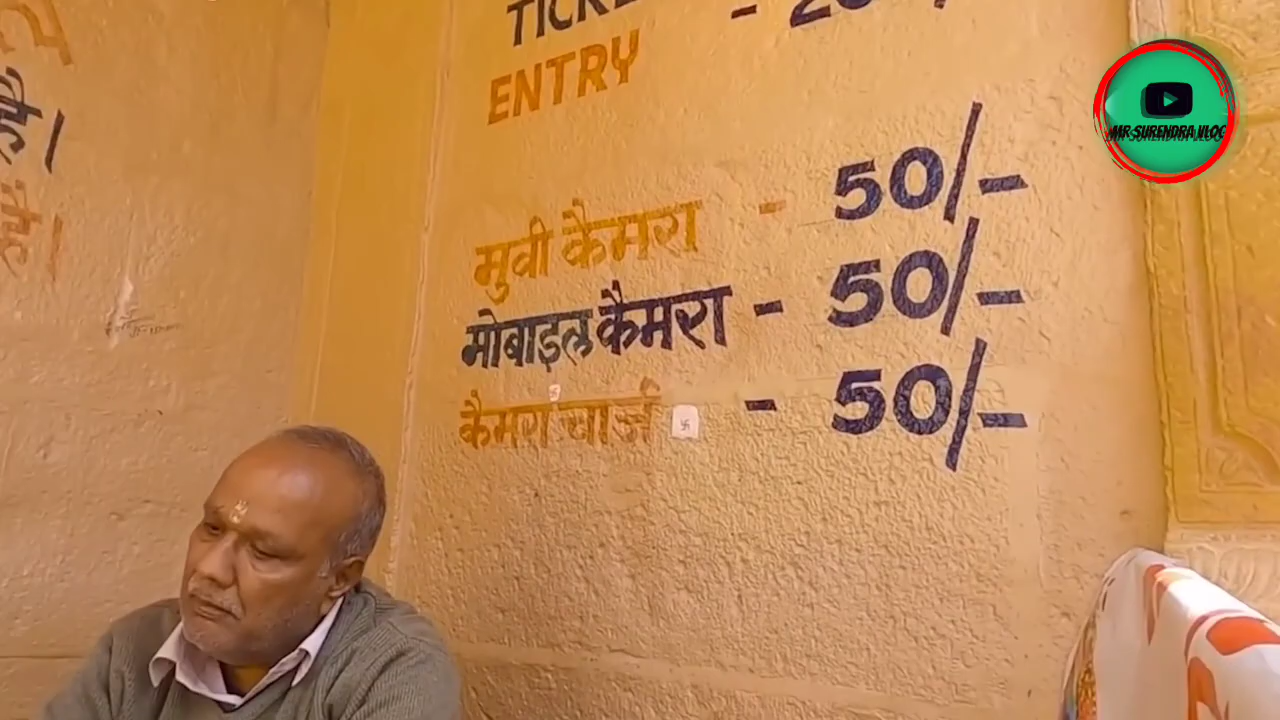 ENTRY
मुवी कैमरा - 50/-
मोबाइल कैमरा - 50/-
कैमरा चार्ज - 50/-
है।
है।
MR SURENDRA VLOG